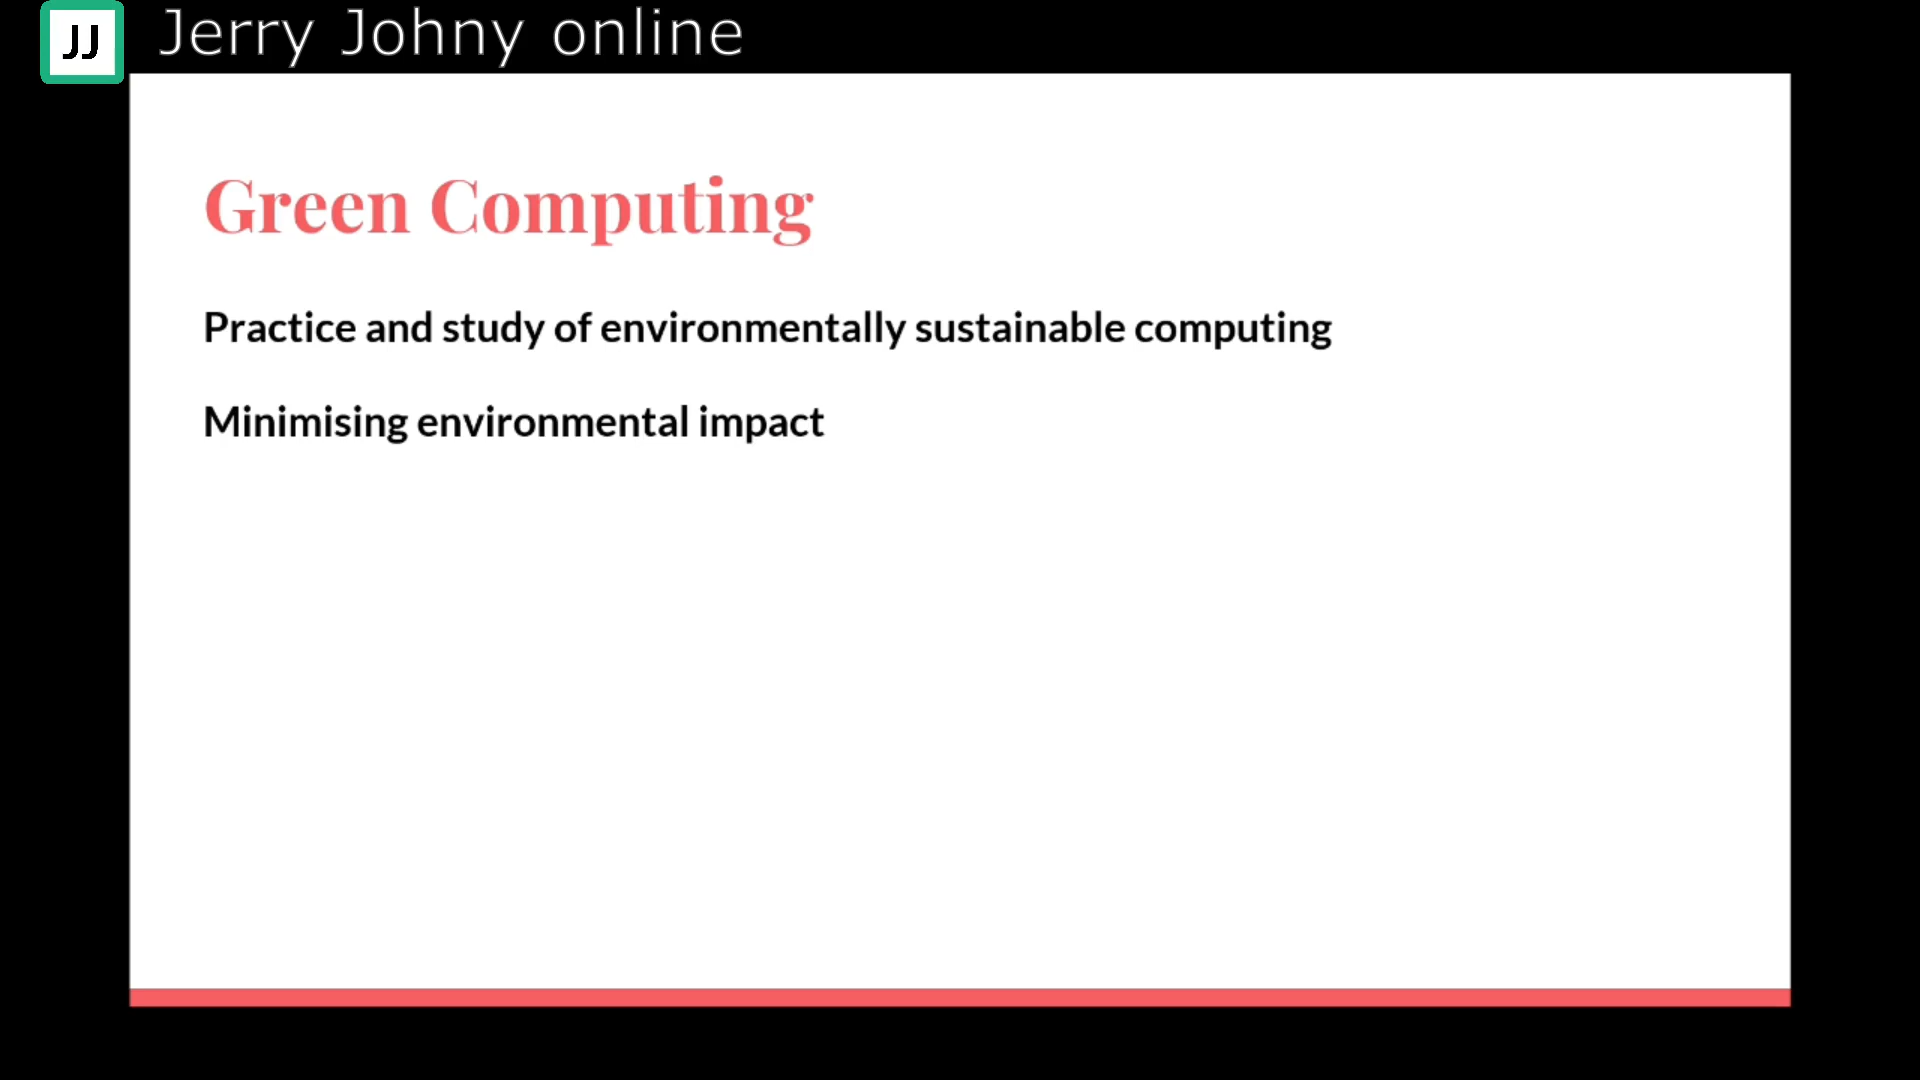 JJ
Jerry Johny online
Green Computing
Practice and study of environmentally sustainable computing
Minimising environmental impact